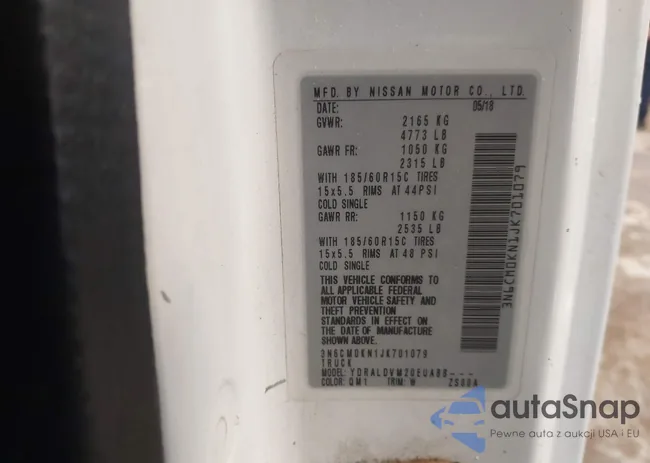 MFD. BY NISSAN MOTOR CO., LTD.
DATE: 05/18
GVWR: 2165 KG
4773 LB
GAWR FR: 1050 KG
2315 LB
WITH 185/60R15C TIRES
15x5.5 RIMS AT 44PSI
COLD SINGLE
GAWR RR: 1150 KG
2535 LB
WITH 185/60R15C TIRES
15x5.5 RIMS AT 48 PSI
COLD SINGLE
THIS VEHICLE CONFORMS TO
ALL APPLICABLE FEDERAL
MOTOR VEHICLE SAFETY AND
THEFT PREVENTION
STANDARDS IN EFFECT ON
THE DATE OF MANUFACTURE
SHOWN ABOVE.
3N6CM0KN1JK701079
TRUCK
MODEL: YDRALDVM20EUABB---
COLOR: QM1 TRIM: W
3N6CM0KN1JK701079
autaSnap
Pewne auta z aukcji USA i EU